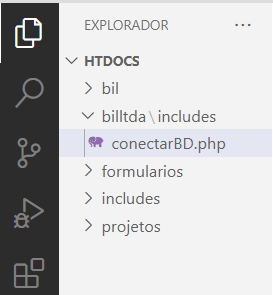 EXPLORADOR
HTDOCS
bil
billtda\includes
conectarBD.php
formularios
includes
projetos